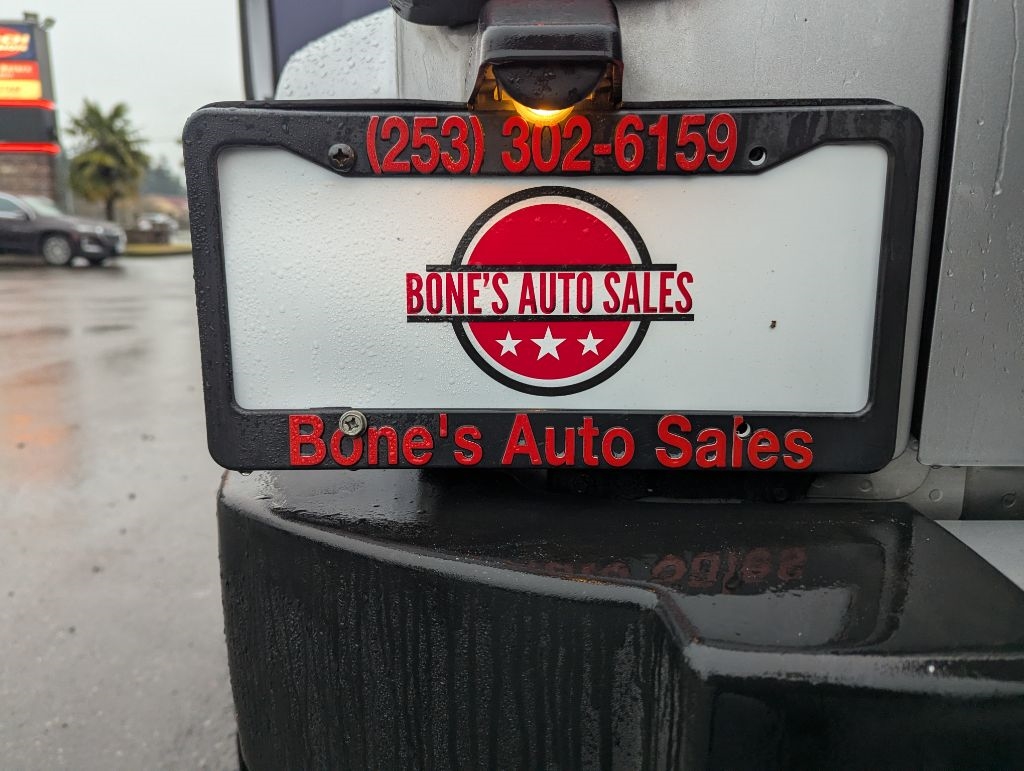 (253) 302-6159
BONE'S AUTO SALES
Bone's Auto Sales